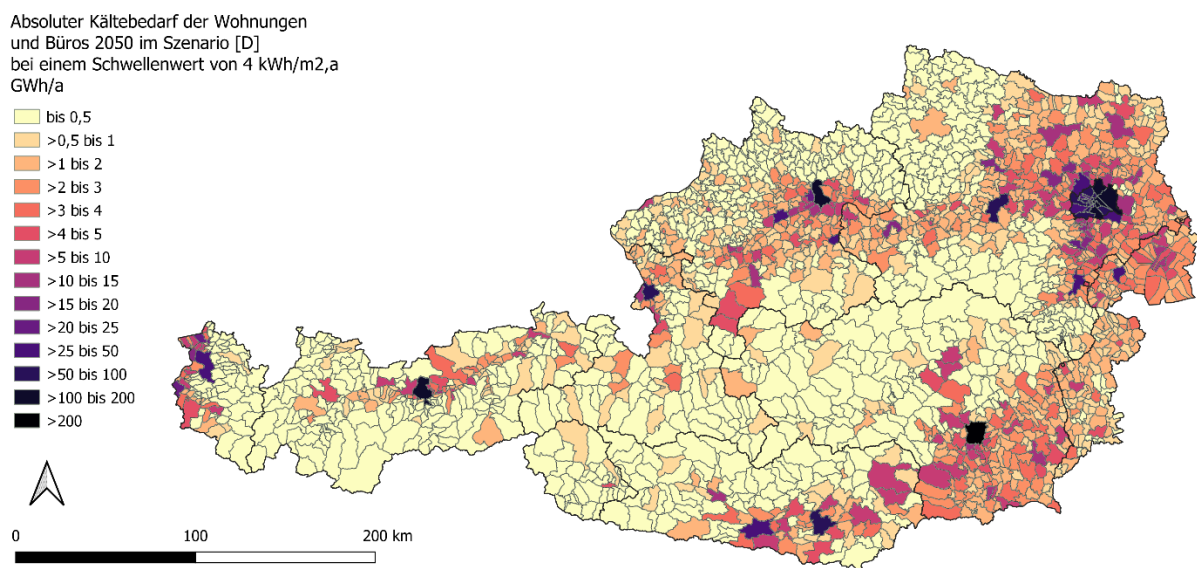 Absoluter Kältebedarf der Wohnungen
und Büros 2050 im Szenario [D]
bei einem Schwellenwert von 4 kWh/m2,a
GWh/a
bis 0,5
>0,5 bis 1
>1 bis 2
>2 bis 3
>3 bis 4
>4 bis 5
>5 bis 10
>10 bis 15
>15 bis 20
>20 bis 25
>25 bis 50
>50 bis 100
>100 bis 200
>200
0 100 200 km